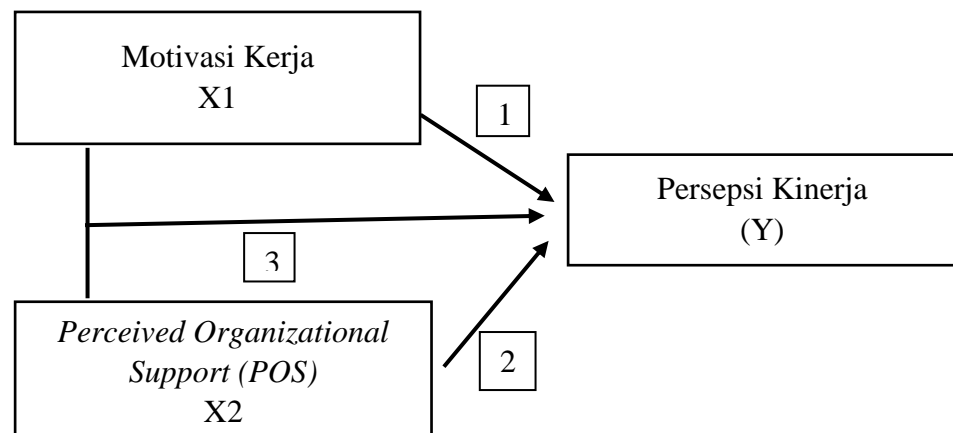 Motivasi Kerja
X1
1
Persepsi Kinerja
(Y)
3
Perceived Organizational
Support (POS)
X2
2